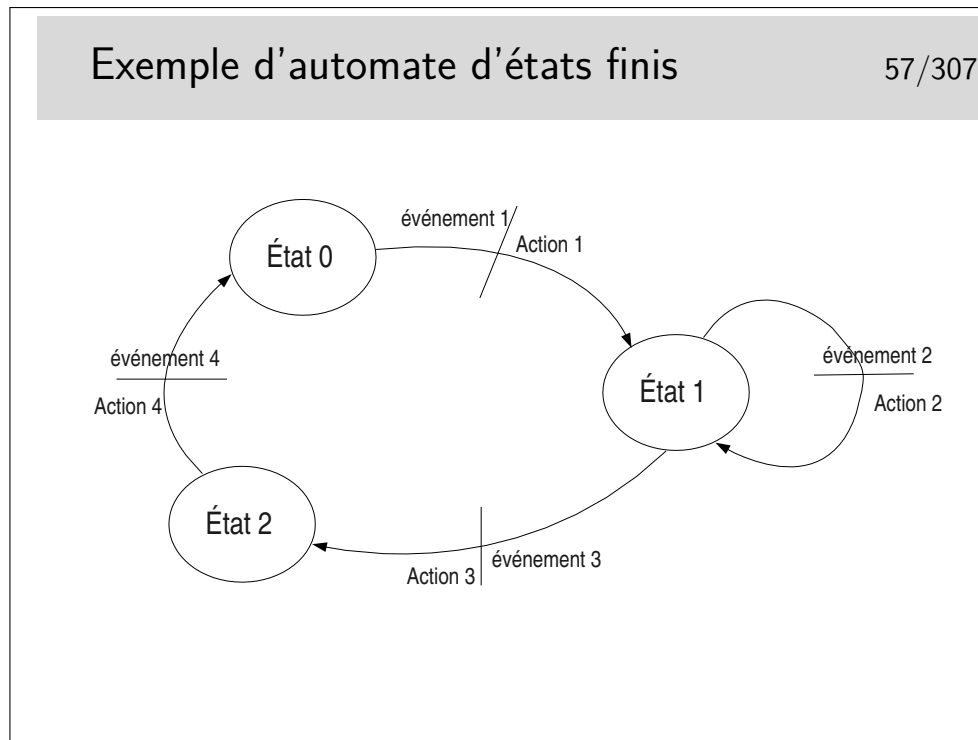 Exemple d'automate d'états finis 57/307
État 0
événement 1
Action 1
État 1
événement 2
Action 2
événement 4
Action 4
État 2
Action 3
événement 3